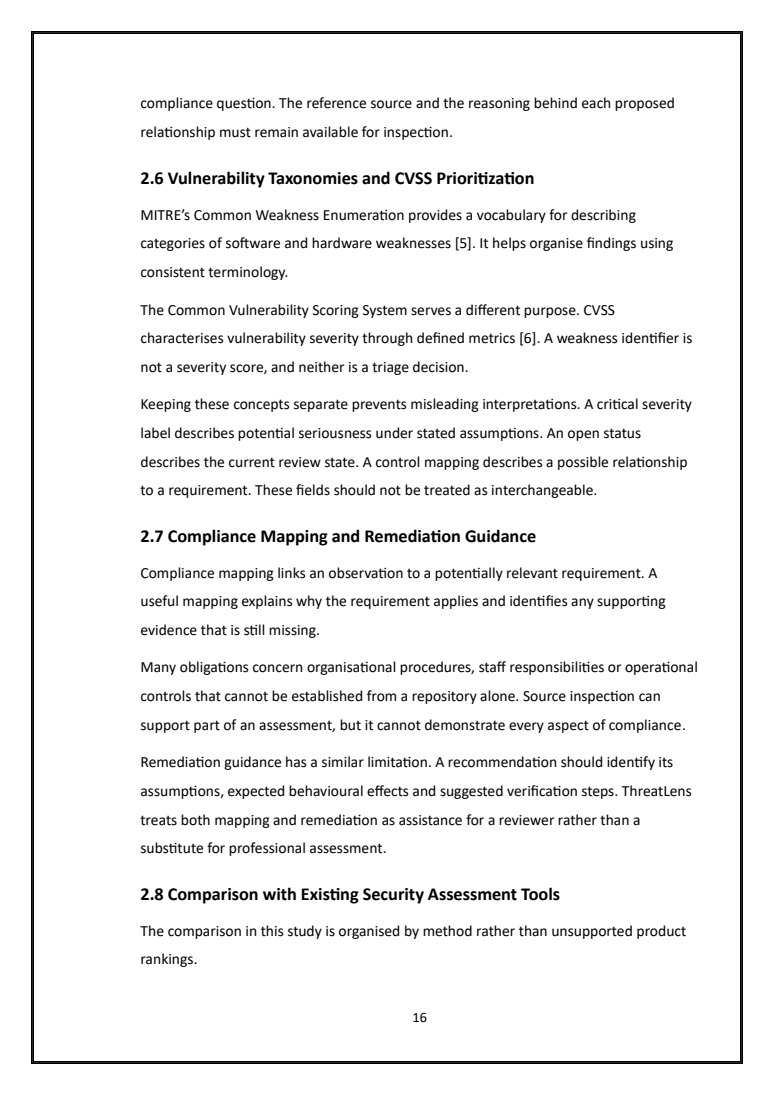 compliance question. The reference source and the reasoning behind each proposed
relationship must remain available for inspection.
2.6 Vulnerability Taxonomies and CVSS Prioritization
MITRE’s Common Weakness Enumeration provides a vocabulary for describing
categories of software and hardware weaknesses [5]. It helps organise findings using
consistent terminology.
The Common Vulnerability Scoring System serves a different purpose. CVSS
characterises vulnerability severity through defined metrics [6]. A weakness identifier is
not a severity score, and neither is a triage decision.
Keeping these concepts separate prevents misleading interpretations. A critical severity
label describes potential seriousness under stated assumptions. An open status
describes the current review state. A control mapping describes a possible relationship
to a requirement. These fields should not be treated as interchangeable.
2.7 Compliance Mapping and Remediation Guidance
Compliance mapping links an observation to a potentially relevant requirement. A
useful mapping explains why the requirement applies and identifies any supporting
evidence that is still missing.
Many obligations concern organisational procedures, staff responsibilities or operational
controls that cannot be established from a repository alone. Source inspection can
support part of an assessment, but it cannot demonstrate every aspect of compliance.
Remediation guidance has a similar limitation. A recommendation should identify its
assumptions, expected behavioural effects and suggested verification steps. ThreatLens
treats both mapping and remediation as assistance for a reviewer rather than a
substitute for professional assessment.
2.8 Comparison with Existing Security Assessment Tools
The comparison in this study is organised by method rather than unsupported product
rankings.
16